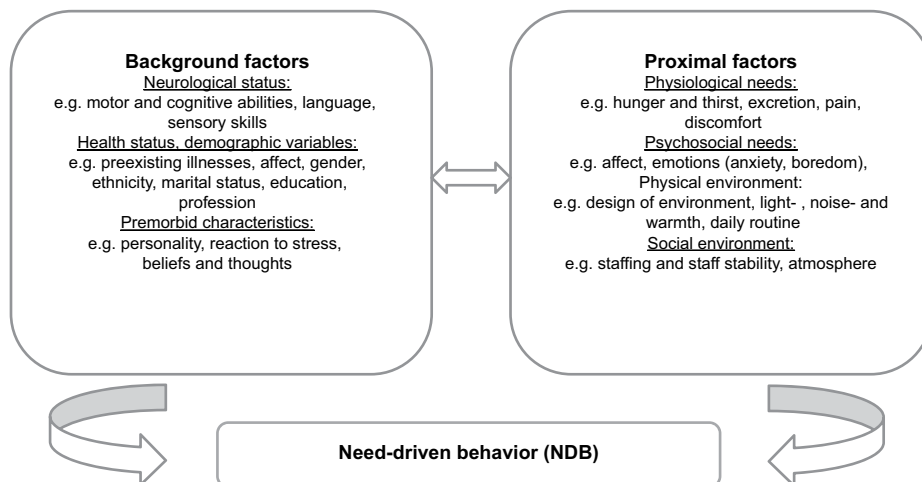 Background factors
Neurological status:
e.g. motor and cognitive abilities, language,
sensory skills
Health status, demographic variables:
e.g. preexisting illnesses, affect, gender,
ethnicity, marital status, education,
profession
Premorbid characteristics:
e.g. personality, reaction to stress,
beliefs and thoughts
Proximal factors
Physiological needs:
e.g. hunger and thirst, excretion, pain,
discomfort
Psychosocial needs:
e.g. affect, emotions (anxiety, boredom),
Physical environment:
e.g. design of environment, light- , noise- and
warmth, daily routine
Social environment:
e.g. staffing and staff stability, atmosphere
Need-driven behavior (NDB)